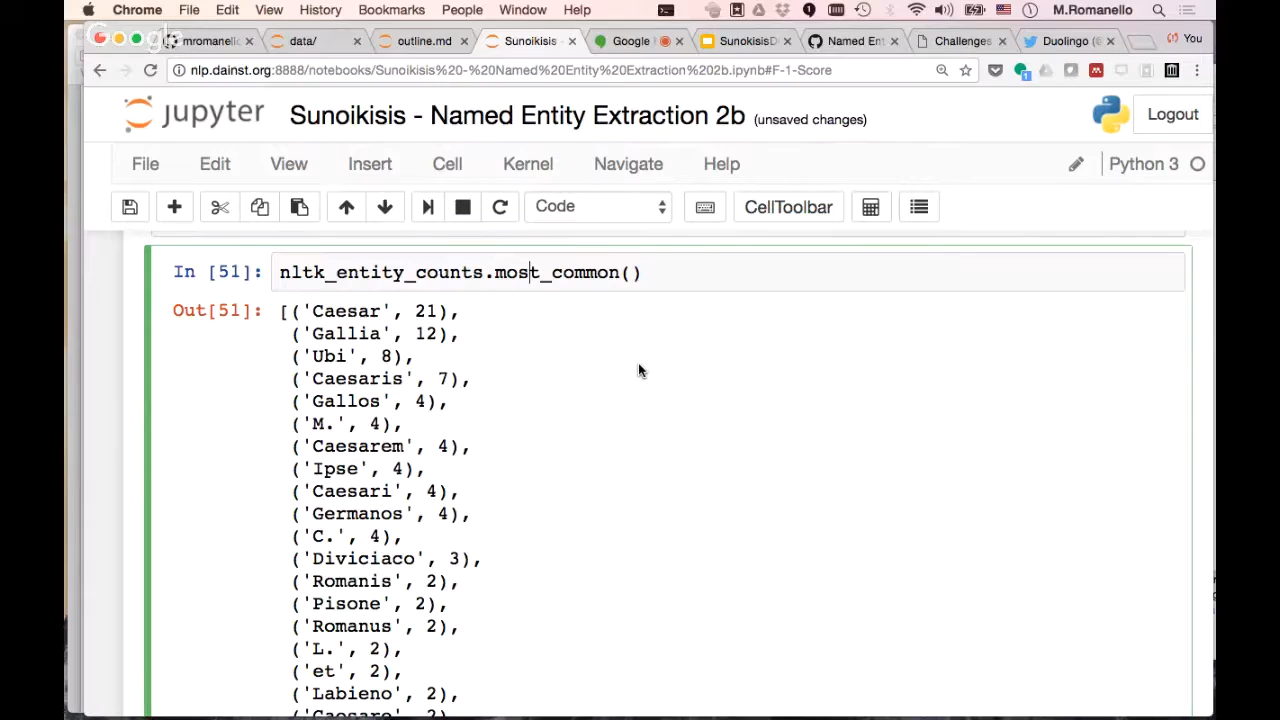 Chrome File Edit View History Bookmarks People Window Help M.Romanello
Google
data/ outline.md Sunoikisis - Google SunoikisisD Named Ent Challenges Duolingo ( You
nlp.dainst.org:8888/notebooks/Sunoikisis%20-%20Named%20Entity%20Extraction%202b.ipynb#F-1-Score
jupyter Sunoikisis - Named Entity Extraction 2b (unsaved changes) Logout
File Edit View Insert Cell Kernel Navigate Help Python 3
Code CellToolbar
In [51]: nltk_entity_counts.most_common()
Out[51]: [('Caesar', 21),
('Gallia', 12),
('Ubi', 8),
('Caesaris', 7),
('Gallos', 4),
('M.', 4),
('Caesarem', 4),
('Ipse', 4),
('Caesari', 4),
('Germanos', 4),
('C.', 4),
('Diviciaco', 3),
('Romanis', 2),
('Pisone', 2),
('Romanus', 2),
('L.', 2),
('et', 2),
('Labieno', 2),